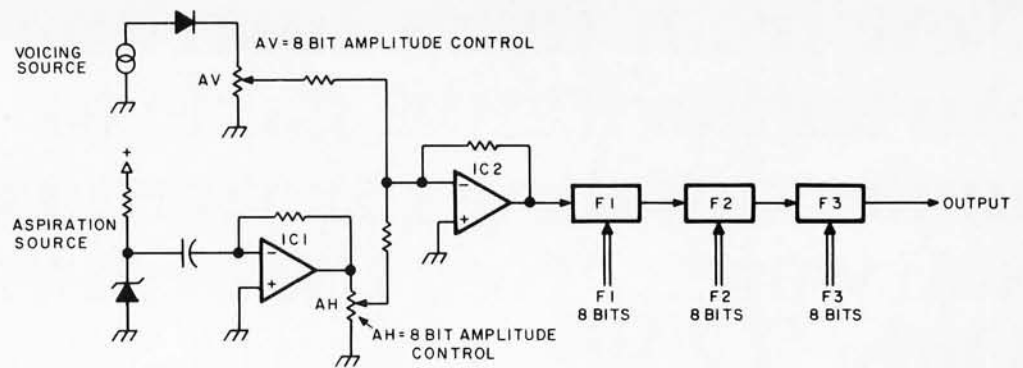 VOICING
SOURCE
AV = 8 BIT AMPLITUDE CONTROL
AV
+
ASPIRATION
SOURCE
IC1
-
+
AH
AH = 8 BIT AMPLITUDE
CONTROL
IC2
-
+
F1
F2
F3
OUTPUT
F1
8 BITS
F2
8 BITS
F3
8 BITS